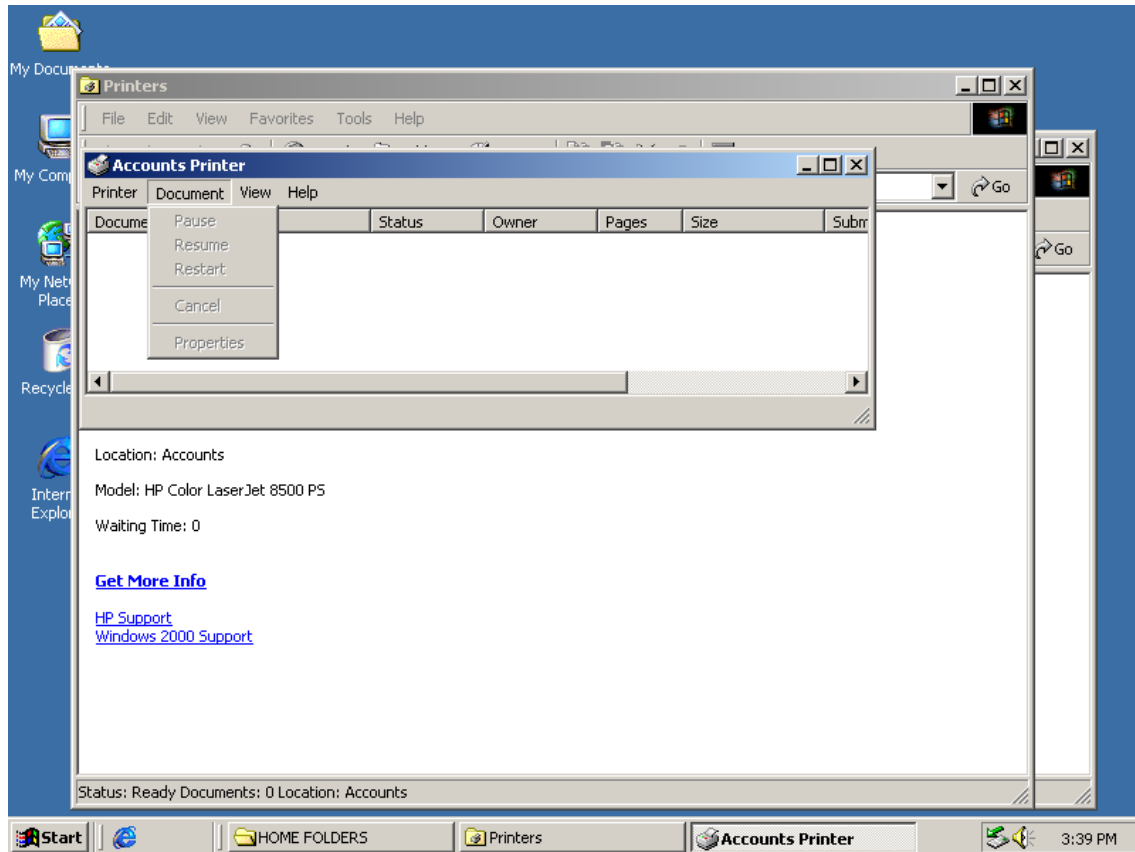 My Documents
Printers
File Edit View Favorites Tools Help
Accounts Printer
My Comp
Go
Printer Document View Help
Docume Status Owner Pages Size Subm
Pause
Resume
Restart
Cancel
Properties
Go
My Net
Place
Recycle
Location: Accounts
Model: HP Color LaserJet 8500 PS
Waiting Time: 0
Intern
Explor
Get More Info
HP Support
Windows 2000 Support
Status: Ready Documents: 0 Location: Accounts
Start HOME FOLDERS Printers Accounts Printer 3:39 PM